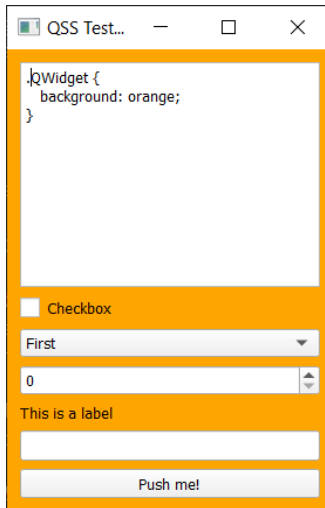 QSS Test...
.QWidget {
   background: orange;
}
Checkbox
First
0
This is a label
Push me!